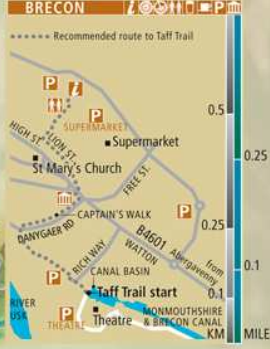 BRECON
Recommended route to Taff Trail
P
P
SUPERMARKET
Supermarket
HIGH ST.
LION ST.
St Mary's Church
FREE ST.
CAPTAIN'S WALK
P
DANYGAER RD
RICH WAY
WATTON
B4601
Abergavenny
from
CANAL BASIN
P
Taff Trail start
RIVER
USK
P
THEATRE
Theatre
MONMOUTHSHIRE
& BRECON CANAL
0.5
0.25
0.25
0.1
0.1
KM
MILE